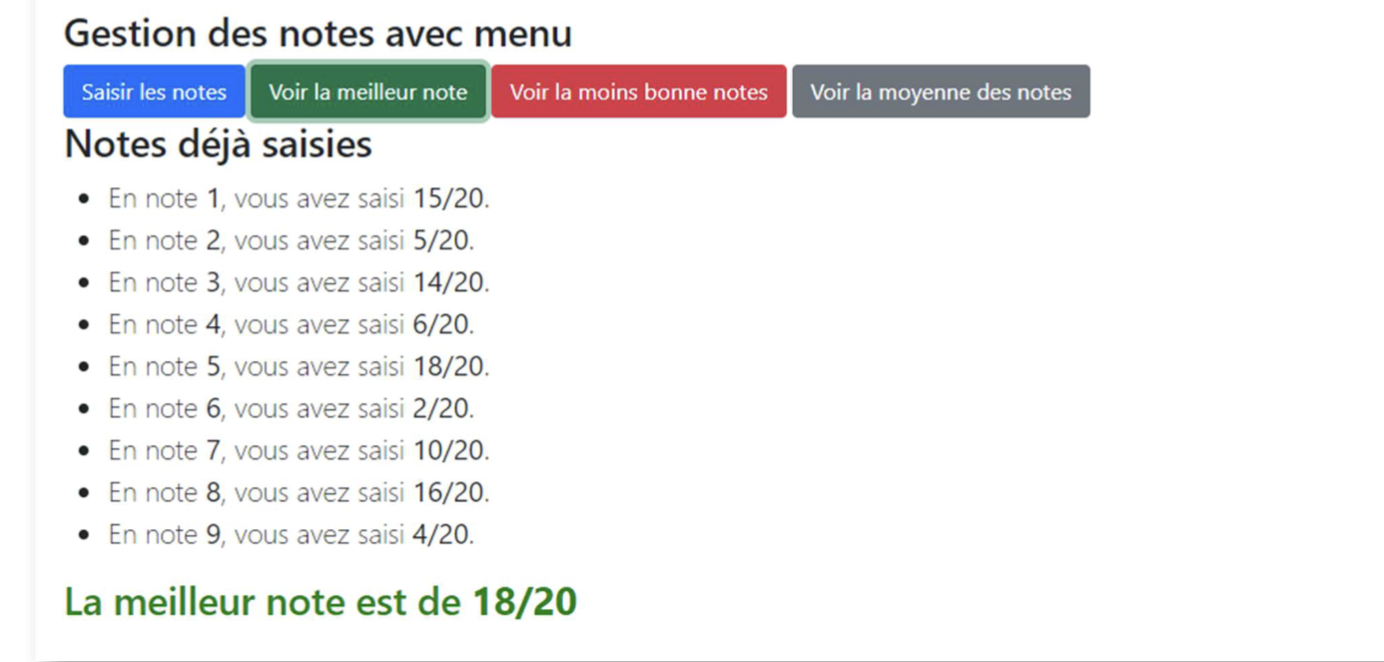 Gestion des notes avec menu
Saisir les notes Voir la meilleur note Voir la moins bonne notes Voir la moyenne des notes
Notes déjà saisies
En note 1, vous avez saisi 15/20.
En note 2, vous avez saisi 5/20.
En note 3, vous avez saisi 14/20.
En note 4, vous avez saisi 6/20.
En note 5, vous avez saisi 18/20.
En note 6, vous avez saisi 2/20.
En note 7, vous avez saisi 10/20.
En note 8, vous avez saisi 16/20.
En note 9, vous avez saisi 4/20.
La meilleur note est de 18/20